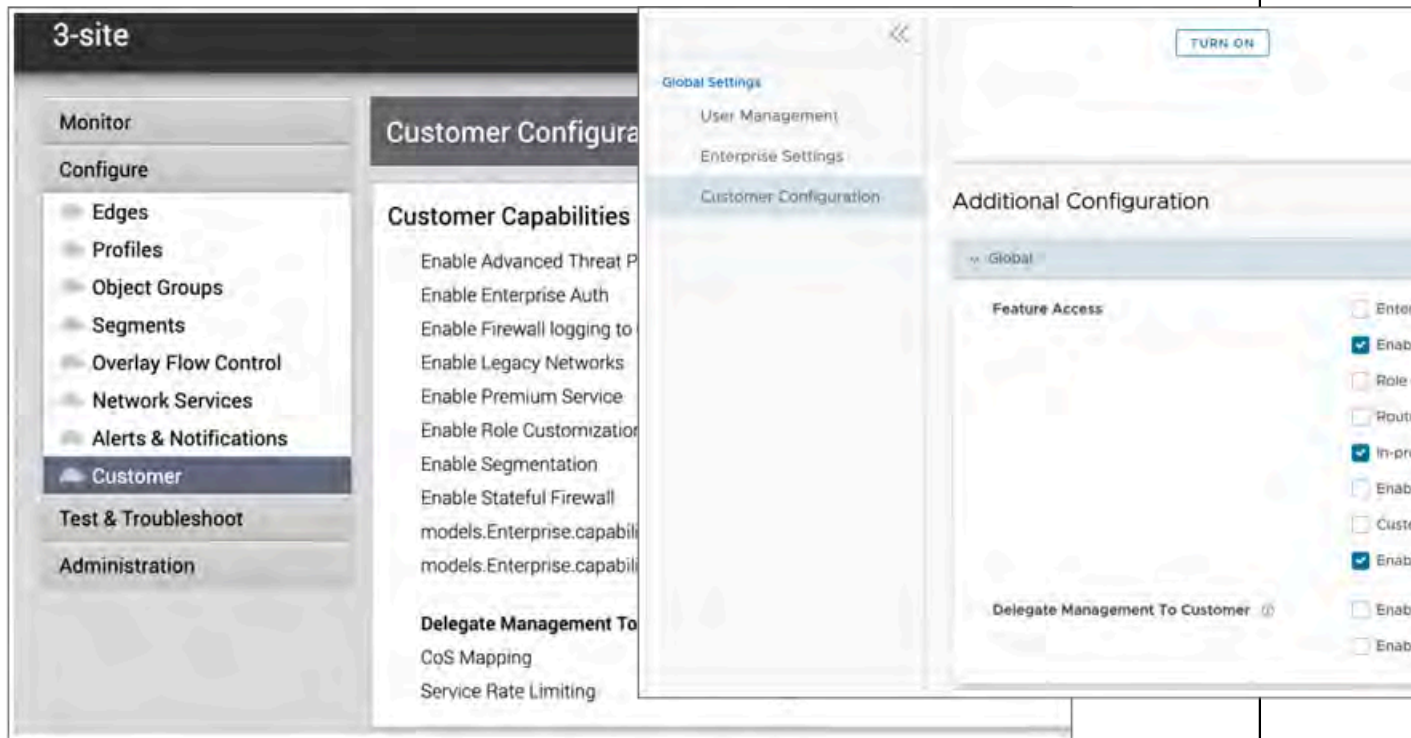 3-site
Monitor
Configure
Edges
Profiles
Object Groups
Segments
Overlay Flow Control
Network Services
Alerts & Notifications
Customer
Test & Troubleshoot
Administration
Customer Configura
Customer Capabilities
Enable Advanced Threat P
Enable Enterprise Auth
Enable Firewall logging to
Enable Legacy Networks
Enable Premium Service
Enable Role Customization
Enable Segmentation
Enable Stateful Firewall
models.Enterprise.capabili
models.Enterprise.capabili
Delegate Management To
CoS Mapping
Service Rate Limiting
Global Settings
User Management
Enterprise Settings
Customer Configuration
TURN ON
Additional Configuration
Global
Feature Access
Enter
Enab
Role
Rout
In-pr
Enab
Custo
Enab
Delegate Management To Customer
Enab
Enab